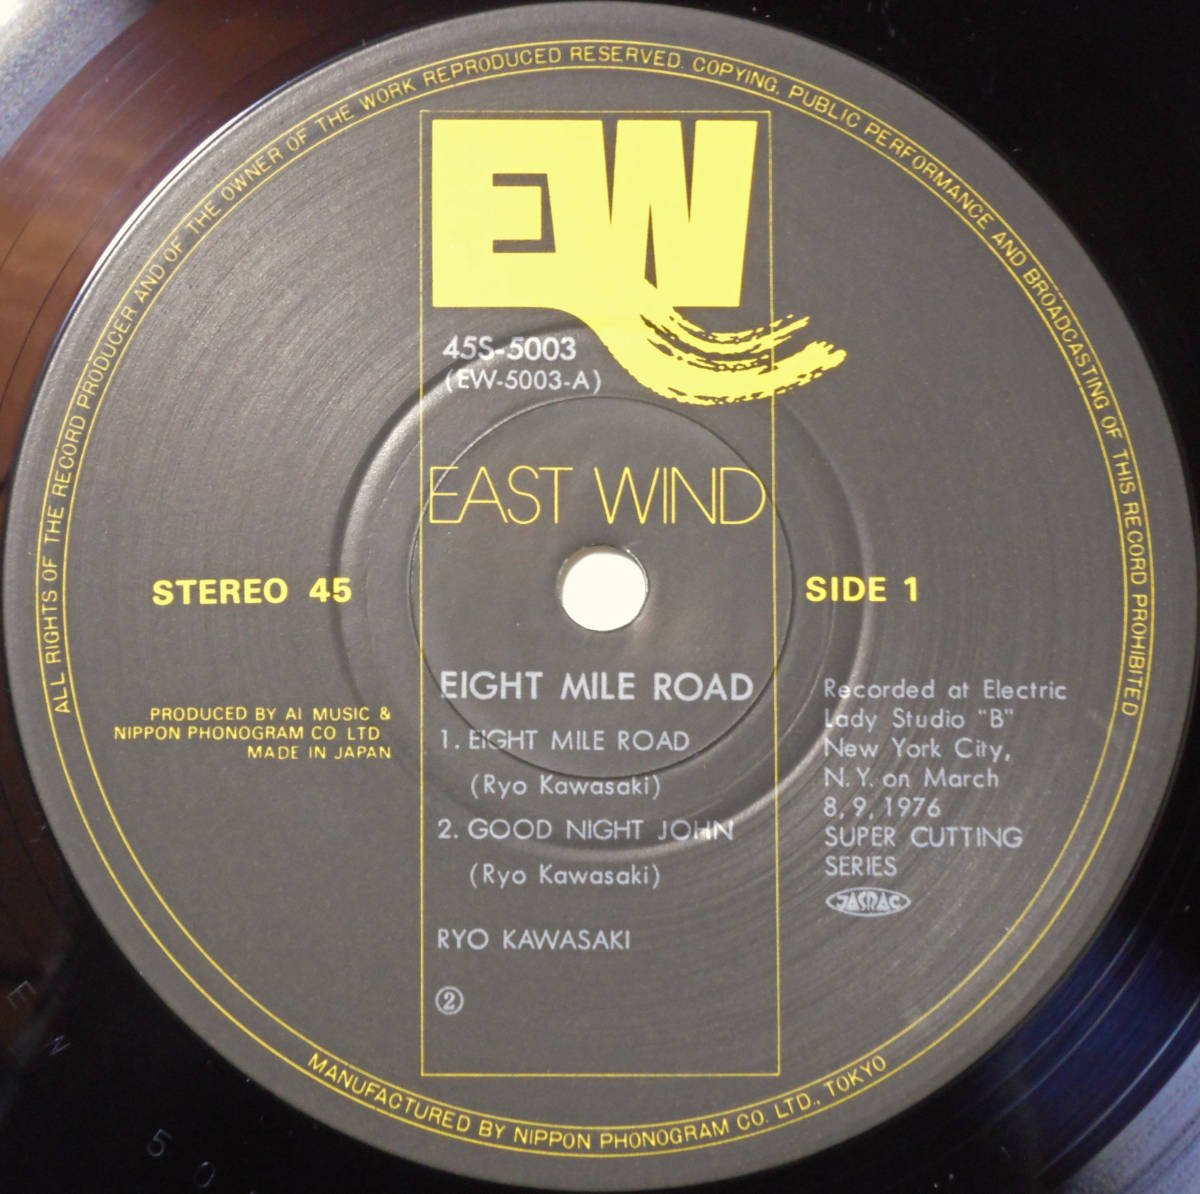 ALL RIGHTS OF THE RECORD PRODUCER AND OF THE OWNER OF THE WORK REPRODUCED RESERVED. COPYING, PUBLIC PERFORMANCE AND BROADCASTING OF THIS RECORD PROHIBITED
EW
45S-5003
(EW-5003-A)
EAST WIND
STEREO 45
SIDE 1
PRODUCED BY AI MUSIC &
NIPPON PHONOGRAM CO LTD
MADE IN JAPAN
EIGHT MILE ROAD
1. EIGHT MILE ROAD
(Ryo Kawasaki)
2. GOOD NIGHT JOHN
(Ryo Kawasaki)
RYO KAWASAKI
②
Recorded at Electric
Lady Studio "B"
New York City,
N.Y. on March
8, 9, 1976
SUPER CUTTING
SERIES
JASRAC
MANUFACTURED BY NIPPON PHONOGRAM CO. LTD., TOKYO
E W 5 0